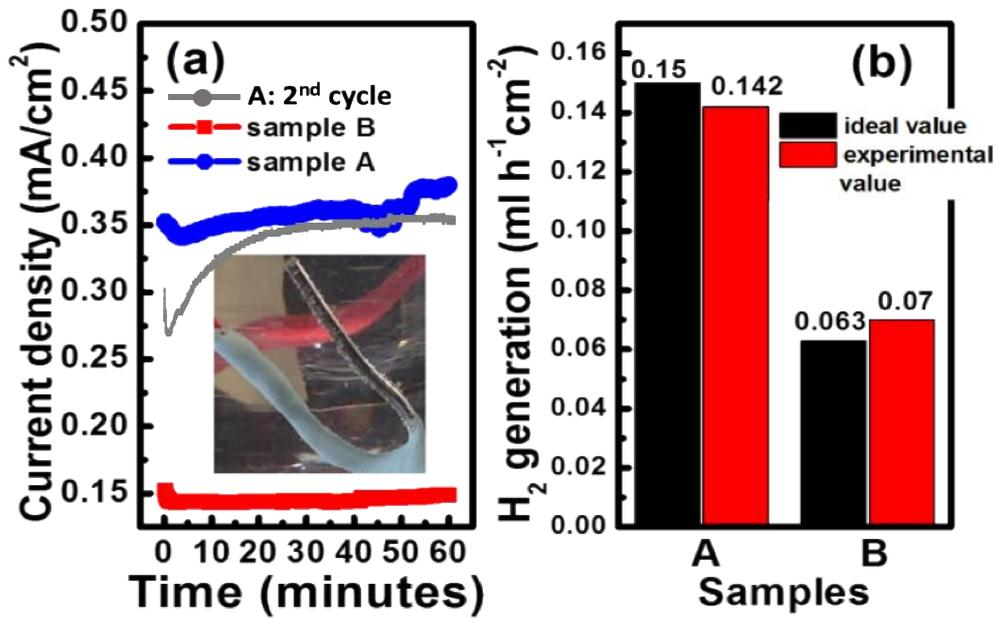 (a)
A: 2nd cycle
sample B
sample A
Current density (mA/cm2)
0.50
0.45
0.40
0.35
0.30
0.25
0.20
0.15
0 10 20 30 40 50 60
Time (minutes)
(b)
ideal value
experimental
value
H2 generation (ml h-1cm-2)
0.16
0.14
0.12
0.10
0.08
0.06
0.04
0.02
0.00
0.15
0.142
0.063
0.07
A B
Samples